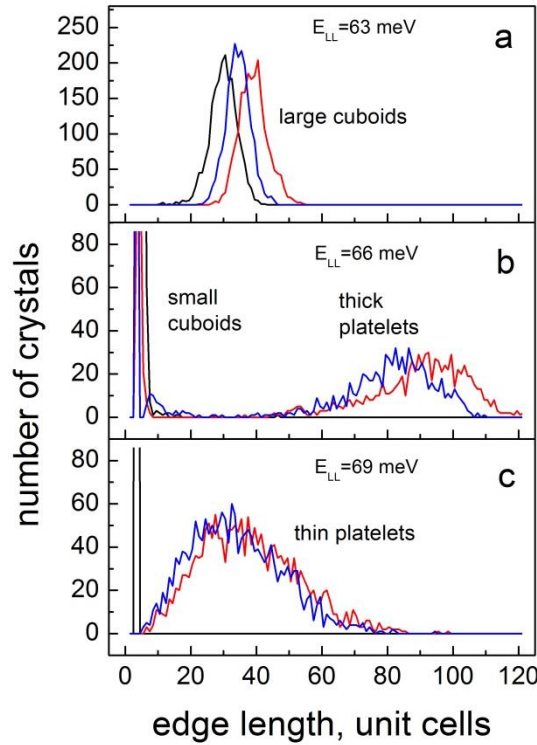 E_LL=63 meV
a
large cuboids
250
200
150
100
50
0
E_LL=66 meV
b
small
cuboids
thick
platelets
80
60
40
20
0
E_LL=69 meV
c
thin platelets
80
60
40
20
0
0 20 40 60 80 100 120
number of crystals
edge length, unit cells